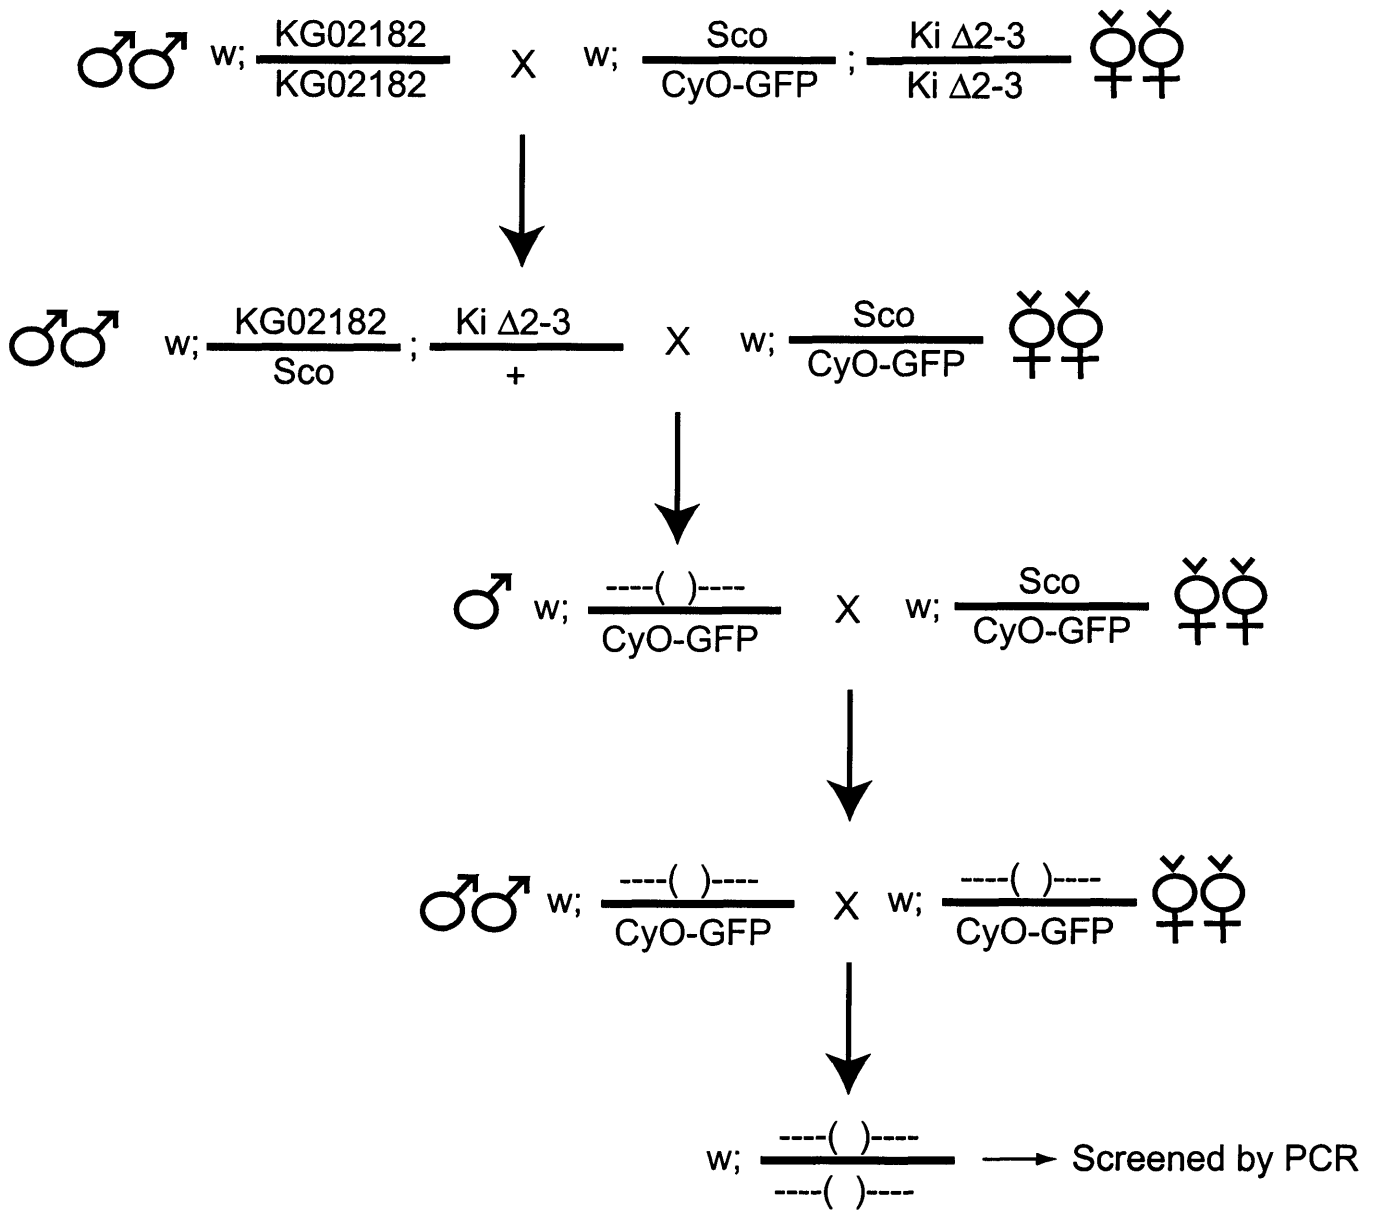 ♂♂ w; KG02182 X w; Sco ; Ki Δ2-3 ♀♀
KG02182 CyO-GFP Ki Δ2-3
♂♂ w; KG02182 ; Ki Δ2-3 X w; Sco ♀♀
Sco + CyO-GFP
♂ w; ----( )---- X w; Sco ♀♀
CyO-GFP CyO-GFP
♂♂ w; ----( )---- X w; ----( )---- ♀♀
CyO-GFP CyO-GFP
w; ----( )---- Screened by PCR
----( )----